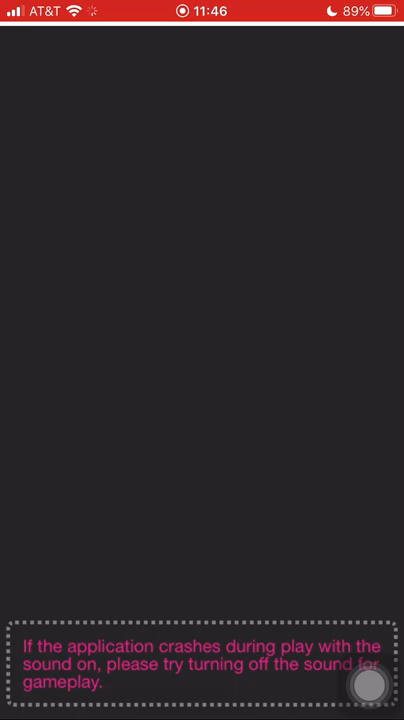 AT&T 11:46 89%
If the application crashes during play with the
sound on, please try turning off the sound for
gameplay.